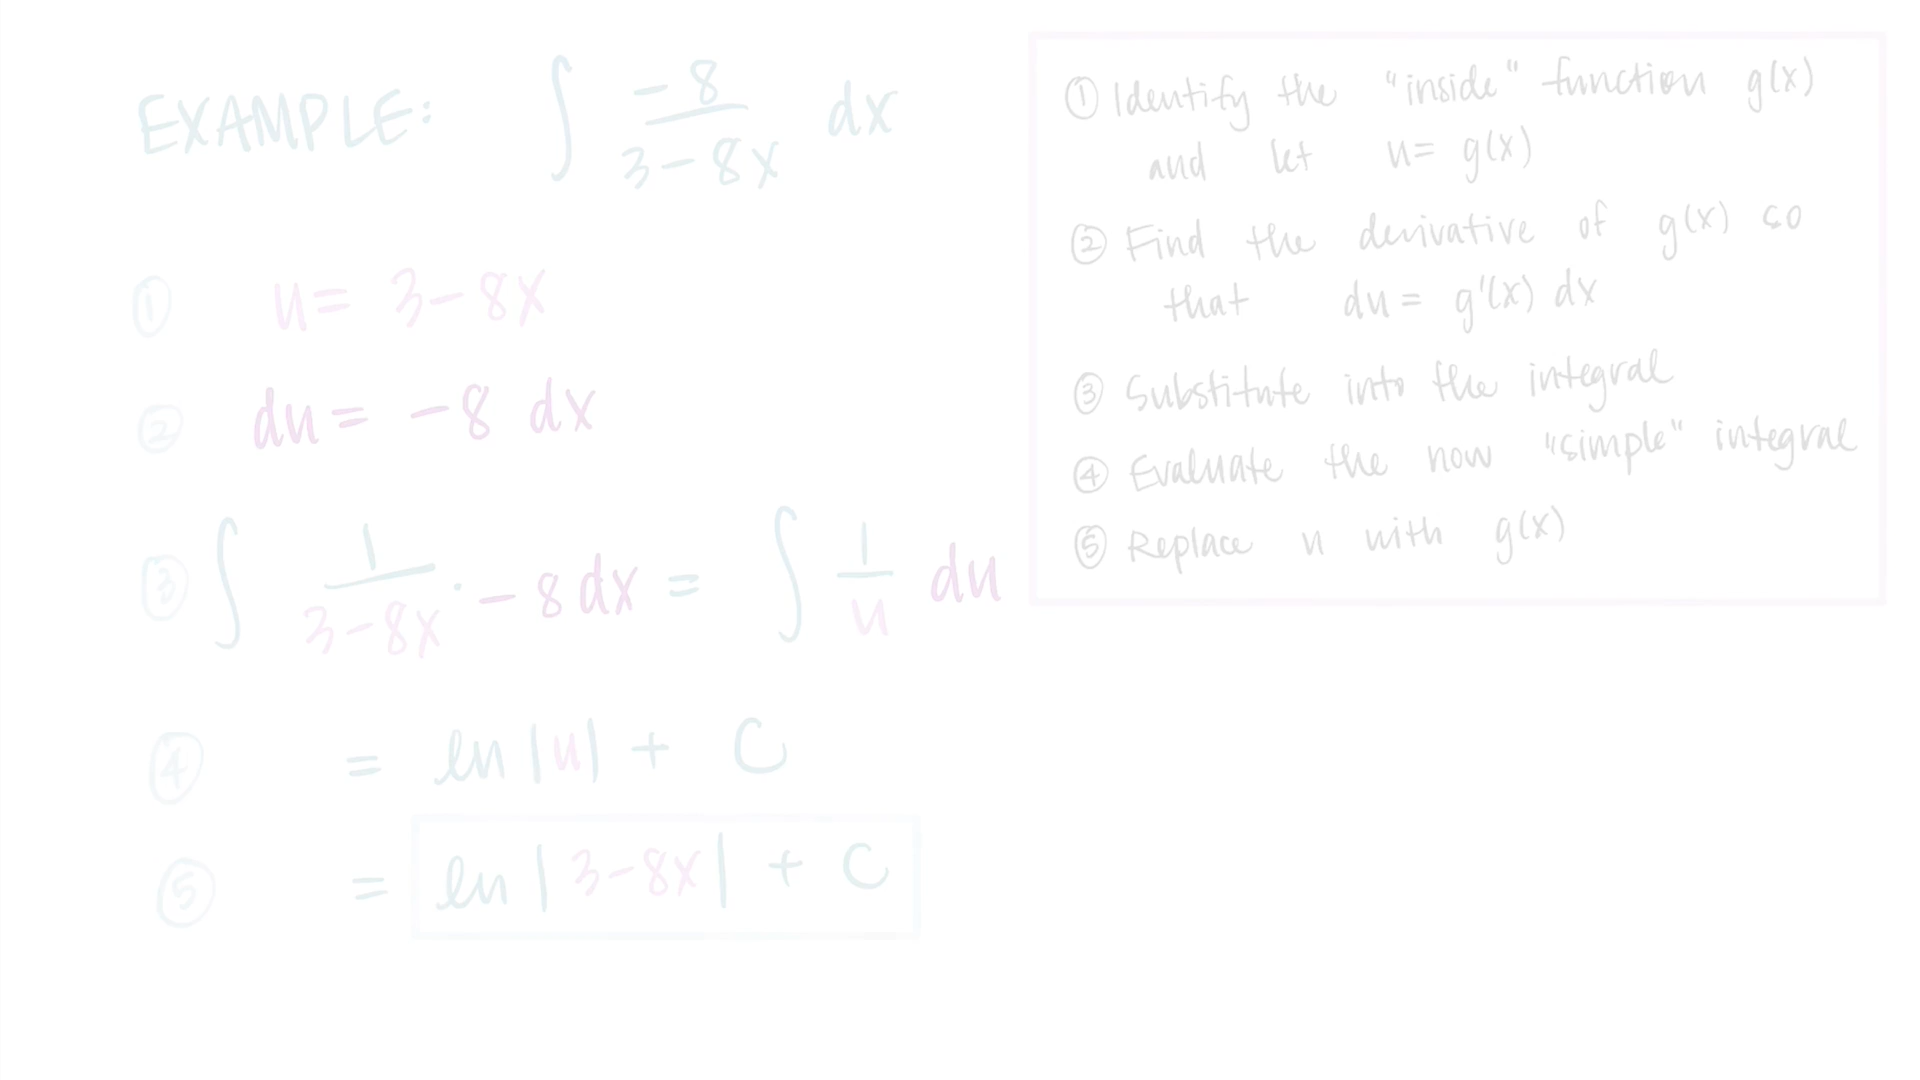 EXAMPLE: ∫ -8/(3-8x) dx
① u = 3-8x
② du = -8 dx
③ ∫ 1/(3-8x) · -8 dx = ∫ 1/u du
④ = ln|u| + C
⑤ = ln|3-8x| + C
① Identify the "inside" function g(x)
and let u= g(x)
② Find the derivative of g(x) so
that du = g'(x) dx
③ Substitute into the integral
④ Evaluate the now "simple" integral
⑤ Replace u with g(x)